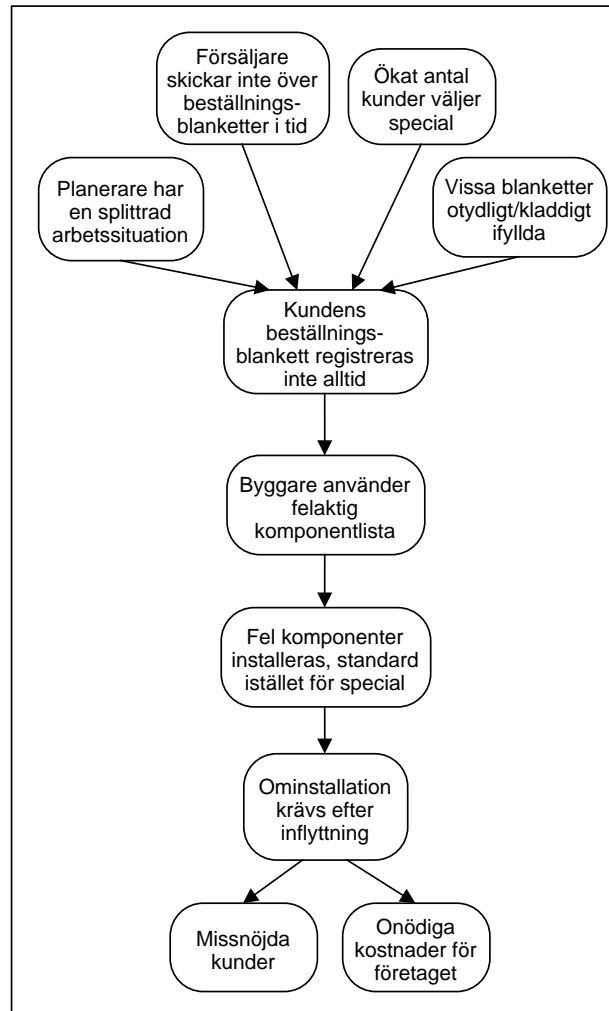 Försäljare
skickar inte över
beställnings-
blanketter i tid
Ökat antal
kunder väljer
special
Planerare har
en splittrad
arbetssituation
Vissa blanketter
otydligt/kladdigt
ifyllda
Kundens
beställnings-
blankett registreras
inte alltid
Byggare använder
felaktig
komponentlista
Fel komponenter
installeras, standard
istället för special
Ominstallation
krävs efter
inflyttning
Missnöjda
kunder
Onödiga
kostnader för
företaget